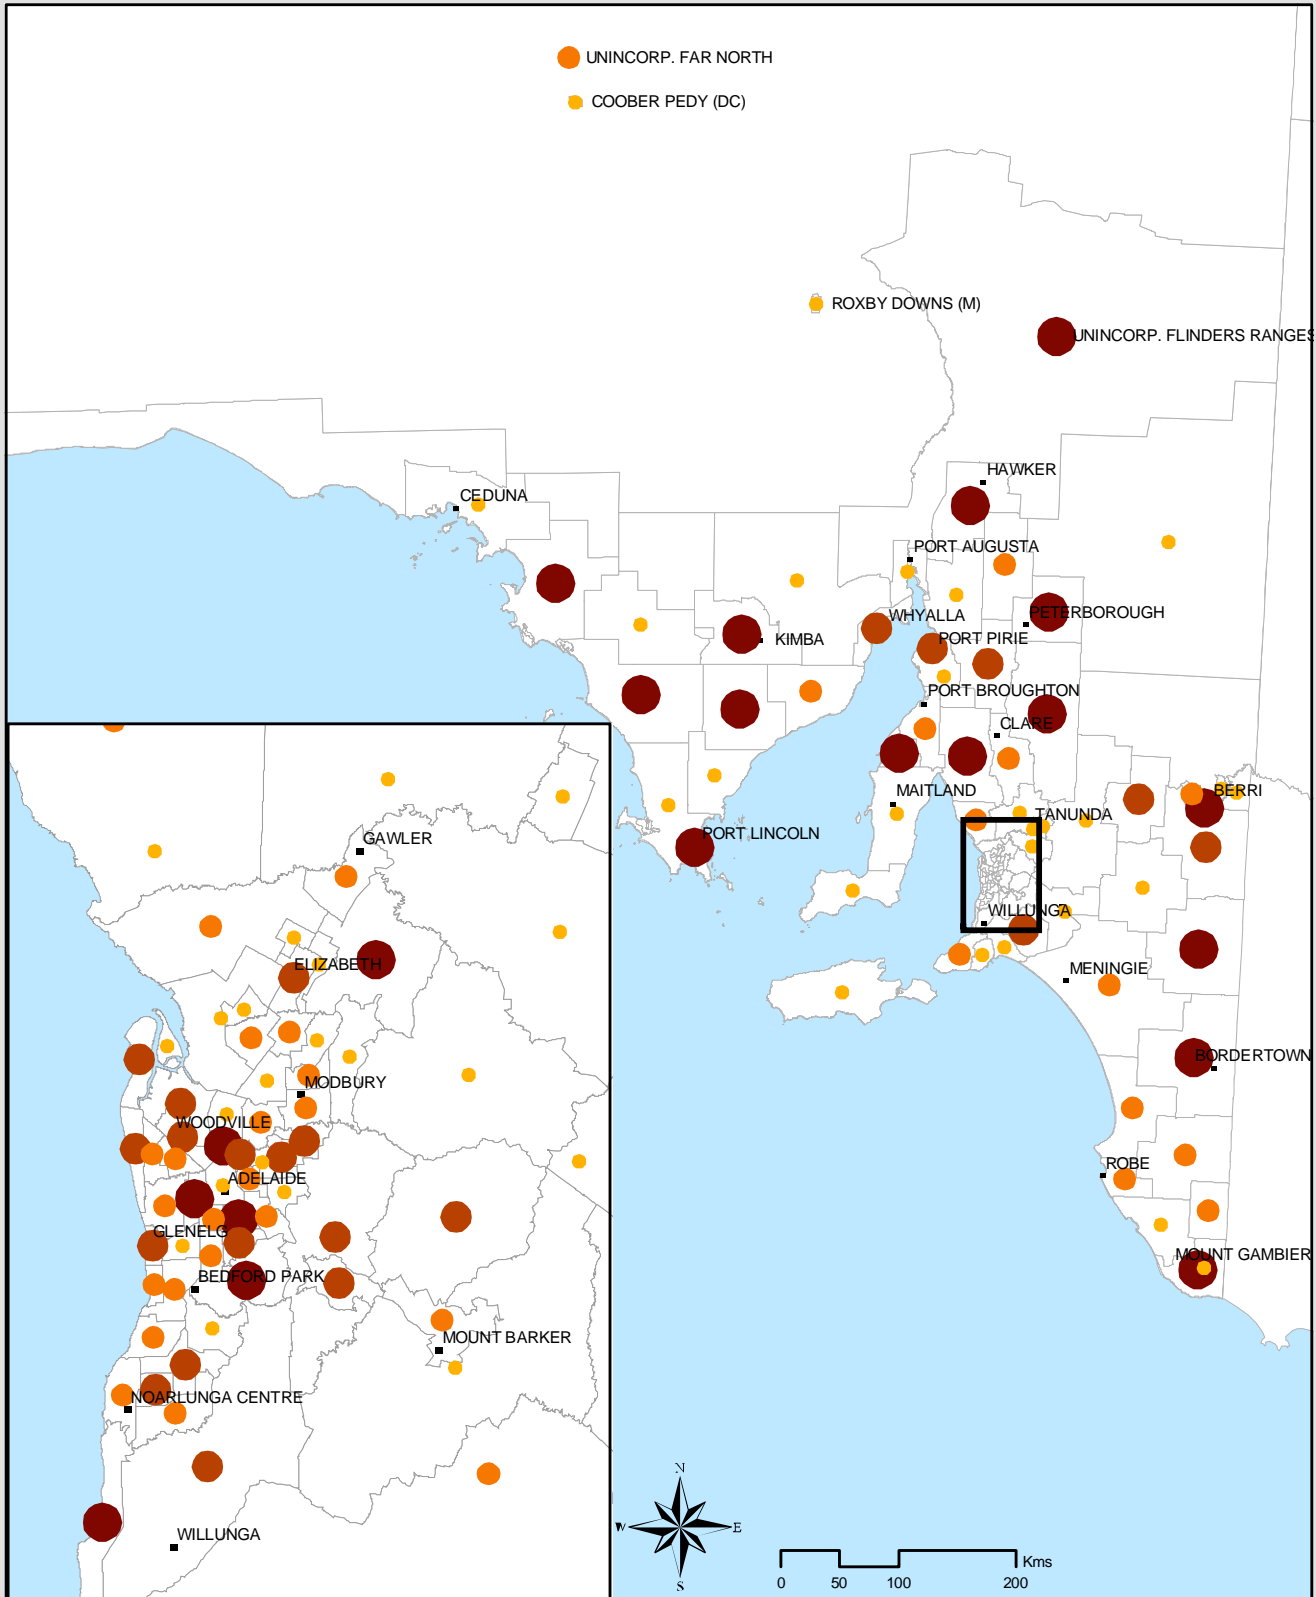 UNINCORP. FAR NORTH
COOBER PEDY (DC)
ROXBY DOWNS (M)
UNINCORP. FLINDERS RANGES
HAWKER
CEDUNA
PORT AUGUSTA
PETERBOROUGH
WHYALLA
KIMBA
PORT PIRIE
PORT BROUGHTON
CLARE
MAITLAND
BERRI
TANUNDA
PORT LINCOLN
GAWLER
WILLUNGA
ELIZABETH
MENINGIE
BORDERTOWN
MODBURY
WOODVILLE
ROBE
ADELAIDE
GLENELG
MOUNT GAMBIER
BEDFORD PARK
MOUNT BARKER
NOARLUNGA CENTRE
WILLUNGA
N
W
E
S
Kms
0 50 100 200